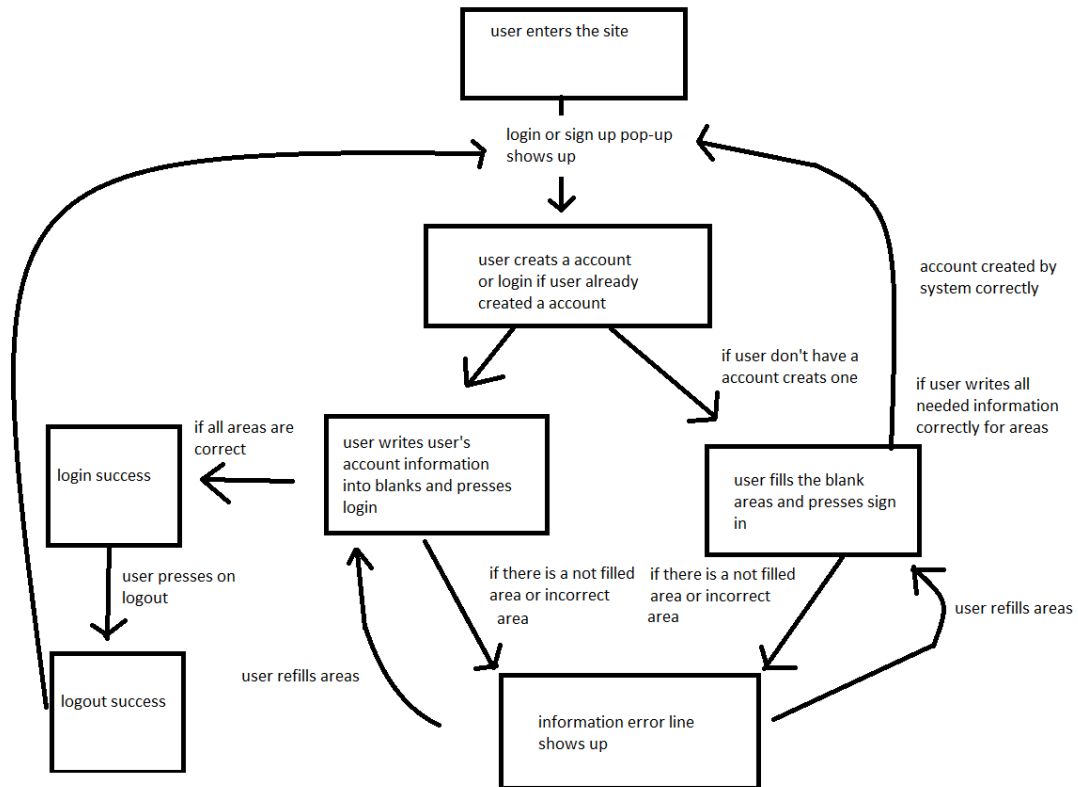 user enters the site
login or sign up pop-up
shows up
user creats a account
or login if user already
created a account
account created by
system correctly
if user don't have a
account creats one
if user writes all
needed information
correctly for areas
if all areas are
correct
user writes user's
account information
into blanks and presses
login
login success
user fills the blank
areas and presses sign
in
user presses on
logout
if there is a not filled
area or incorrect
area
if there is a not filled
area or incorrect
area
user refills areas
user refills areas
logout success
information error line
shows up